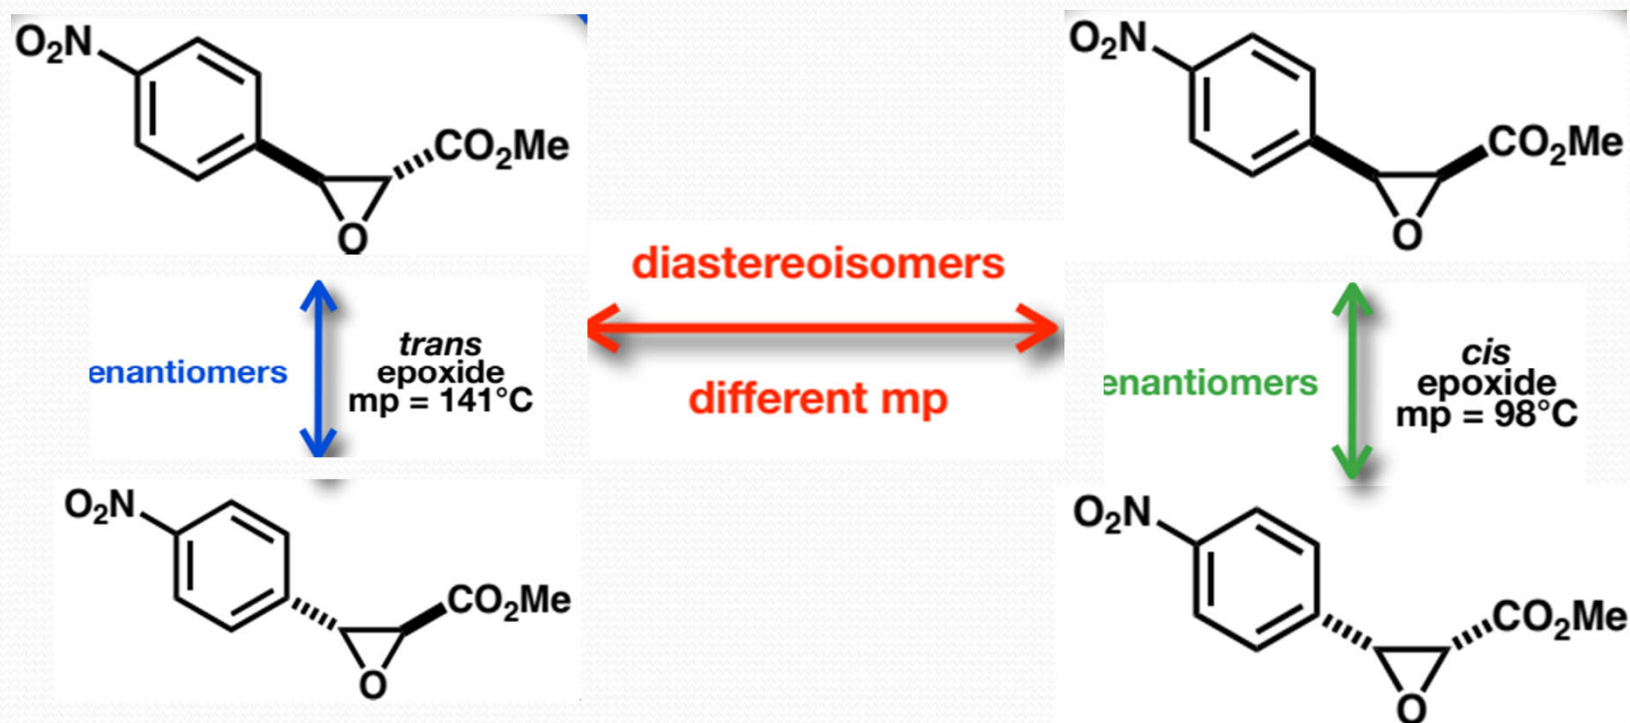 O₂N
CO₂Me
O
O₂N
CO₂Me
O
diastereoisomers
different mp
enantiomers
trans
epoxide
mp = 141°C
enantiomers
cis
epoxide
mp = 98°C
O₂N
CO₂Me
O
O₂N
CO₂Me
O